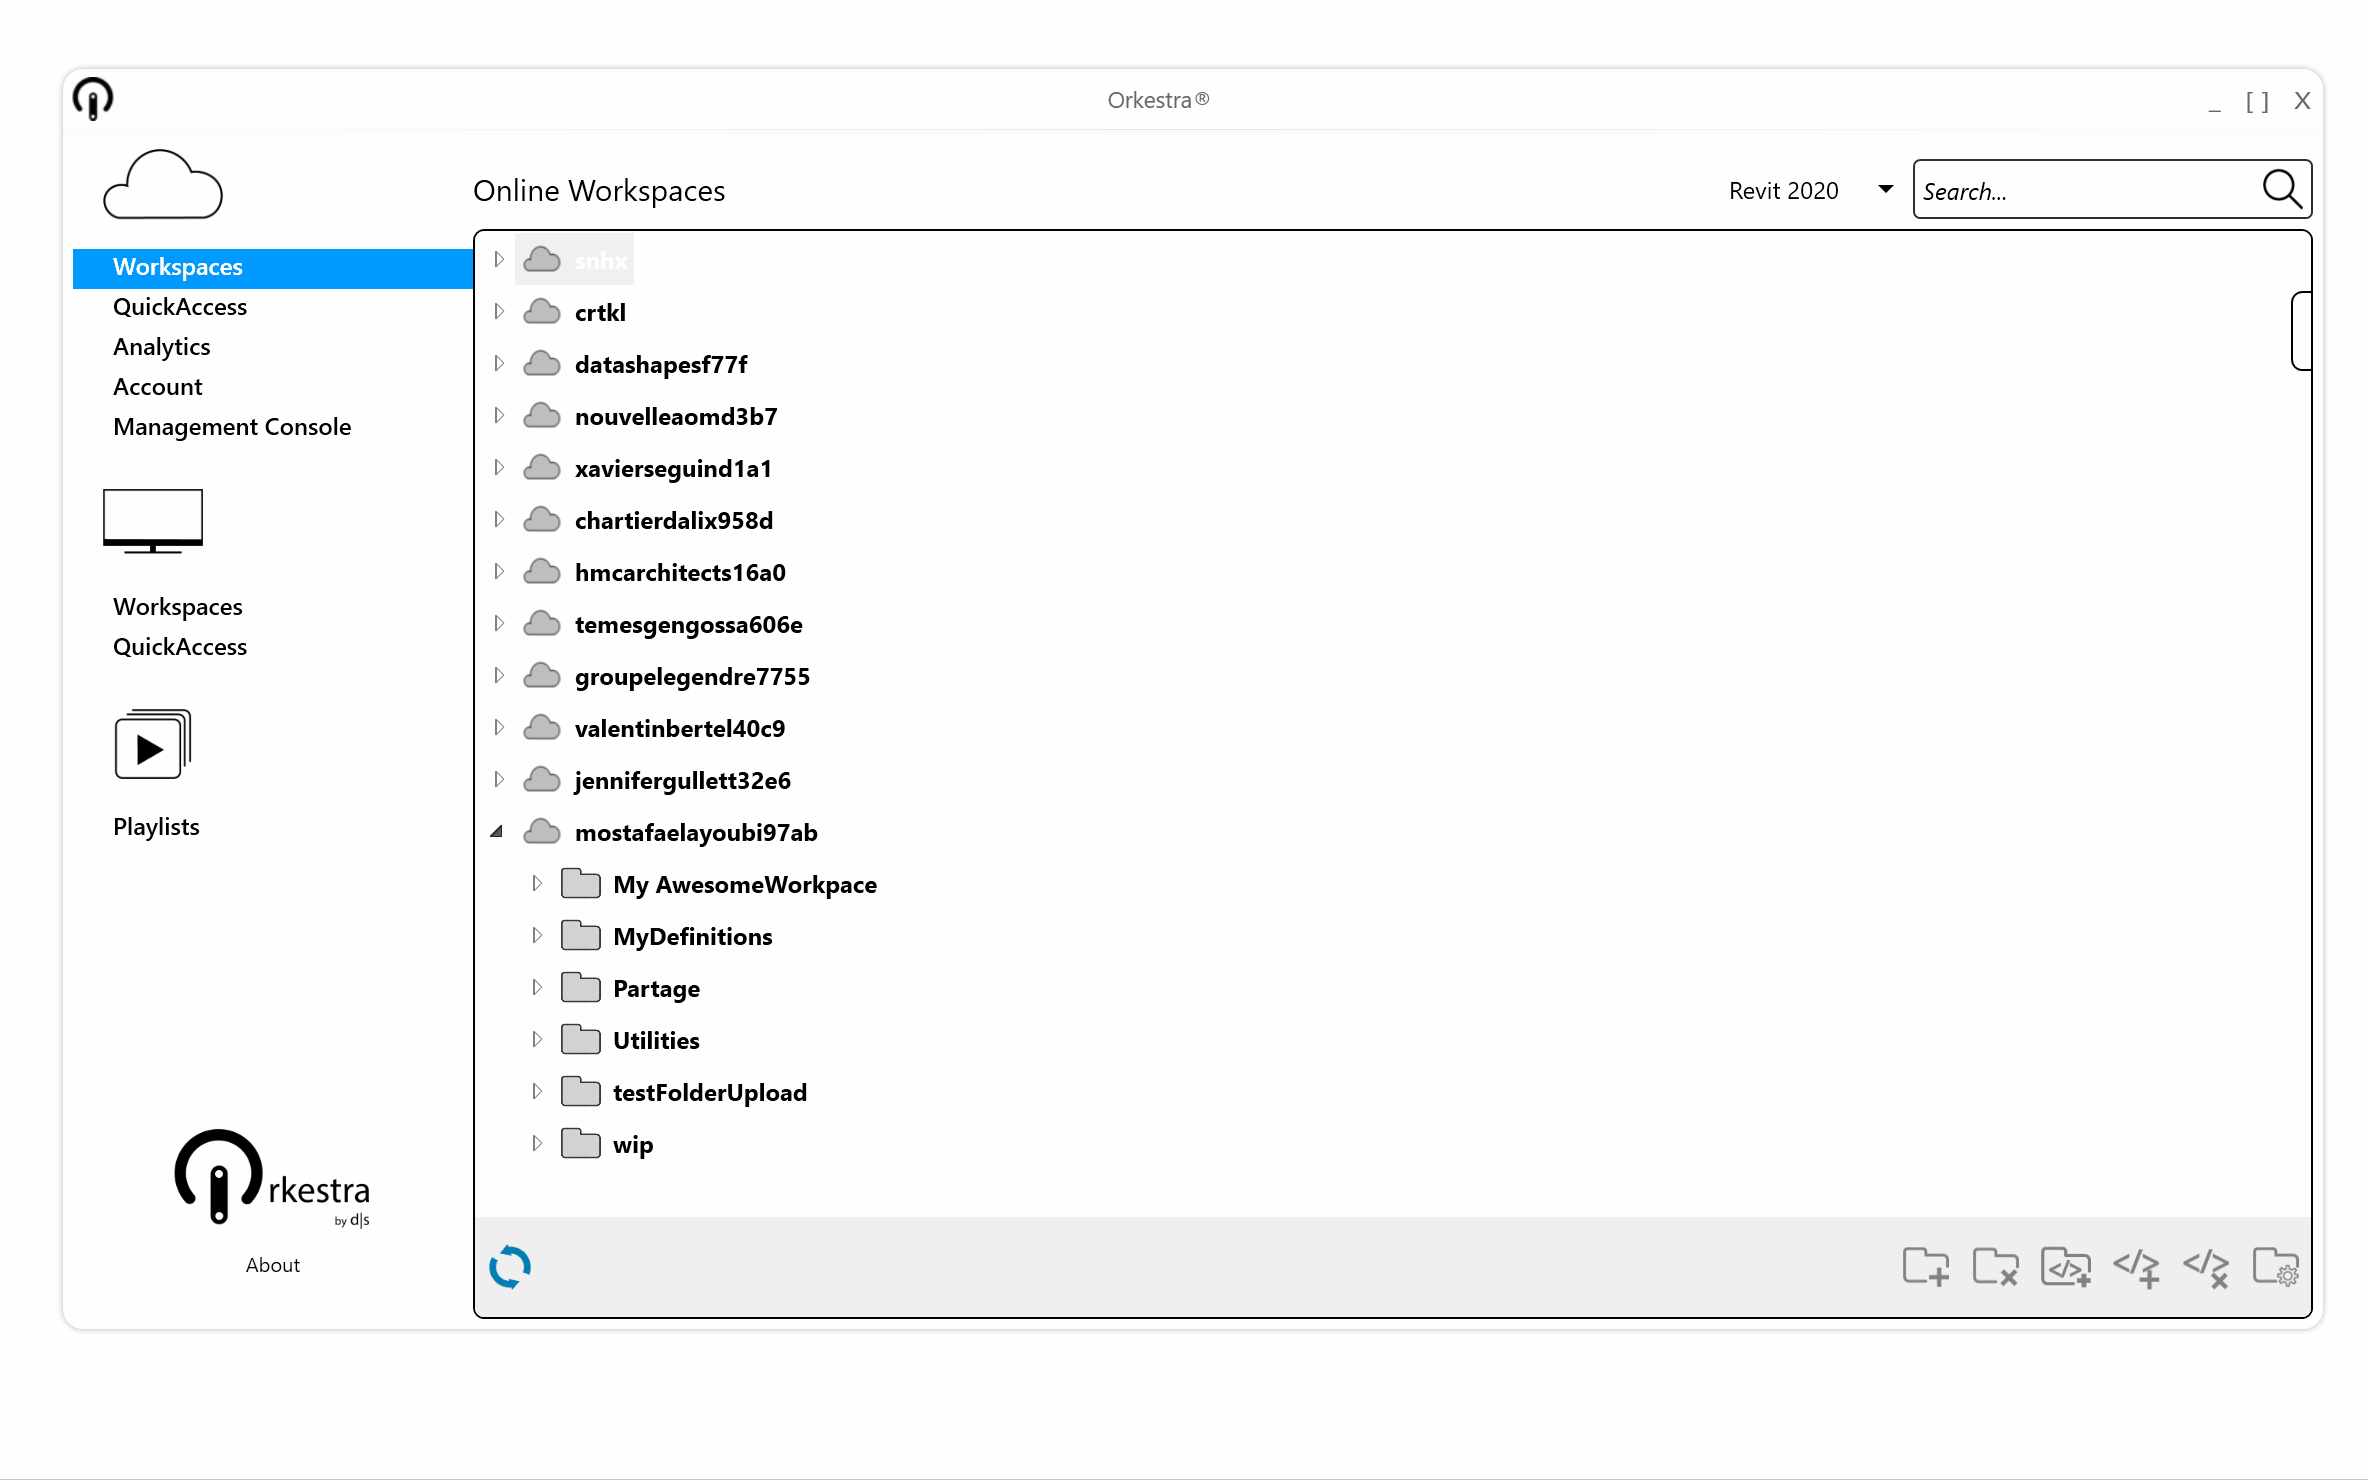 Orkestra®
_ [ ] X
Online Workspaces
Revit 2020
Search...
Workspaces
QuickAccess
Analytics
Account
Management Console
Workspaces
QuickAccess
Playlists
rkestra
by d|s
About
snhx
crtkl
datashapesf77f
nouvelleaomd3b7
xavierseguind1a1
chartierdalix958d
hmcarchitects16a0
temesgengossa606e
groupelegendre7755
valentinbertel40c9
jennifergullett32e6
mostafaelayoubi97ab
My AwesomeWorkpace
MyDefinitions
Partage
Utilities
testFolderUpload
wip